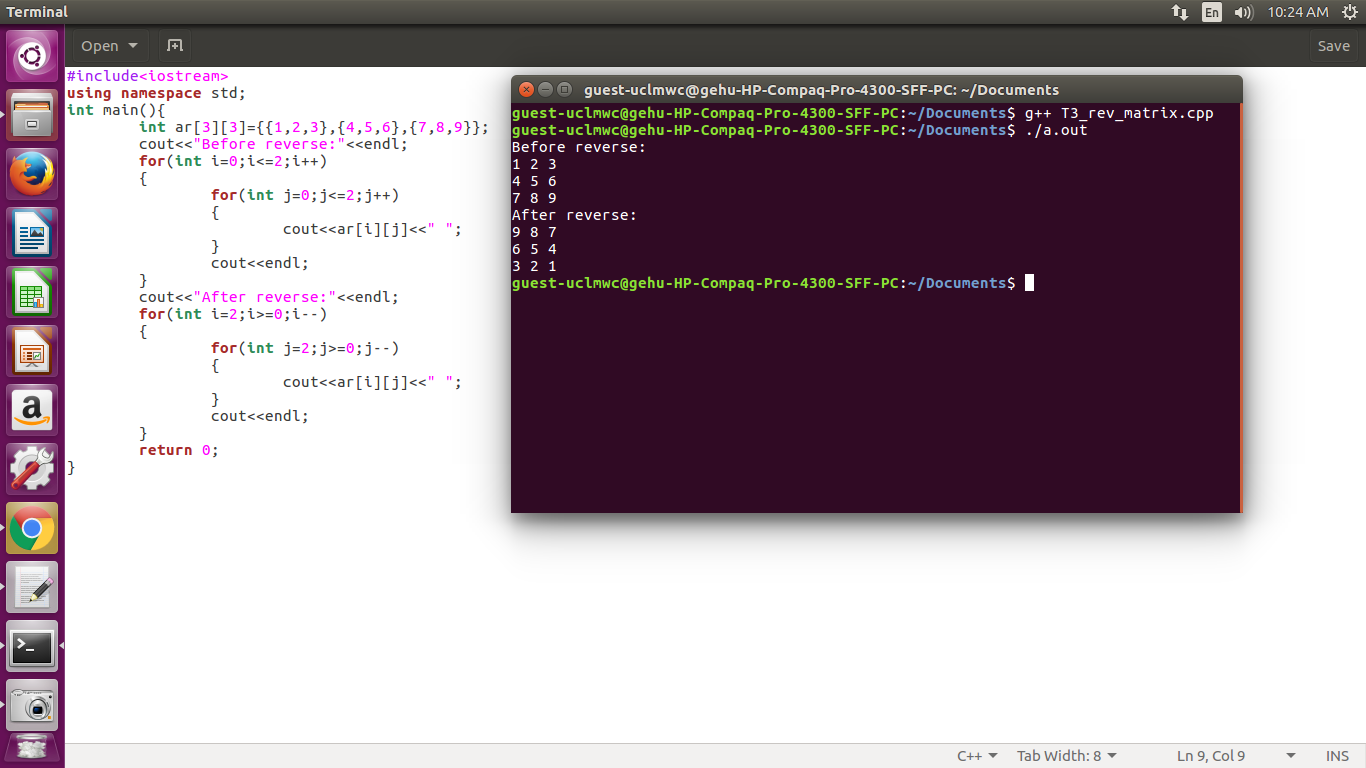 Terminal
En
10:24 AM
Open
Save
#include<iostream>
using namespace std;
int main(){
        int ar[3][3]={{1,2,3},{4,5,6},{7,8,9}};
        cout<<"Before reverse:"<<endl;
        for(int i=0;i<=2;i++)
        {
                for(int j=0;j<=2;j++)
                {
                        cout<<ar[i][j]<<" ";
                }
                cout<<endl;
        }
        cout<<"After reverse:"<<endl;
        for(int i=2;i>=0;i--)
        {
                for(int j=2;j>=0;j--)
                {
                        cout<<ar[i][j]<<" ";
                }
                cout<<endl;
        }
        return 0;
}
guest-uclmwc@gehu-HP-Compaq-Pro-4300-SFF-PC: ~/Documents
guest-uclmwc@gehu-HP-Compaq-Pro-4300-SFF-PC:~/Documents$ g++ T3_rev_matrix.cpp
guest-uclmwc@gehu-HP-Compaq-Pro-4300-SFF-PC:~/Documents$ ./a.out
Before reverse:
1 2 3
4 5 6
7 8 9
After reverse:
9 8 7
6 5 4
3 2 1
guest-uclmwc@gehu-HP-Compaq-Pro-4300-SFF-PC:~/Documents$
a
>_
C++
Tab Width: 8
Ln 9, Col 9
INS